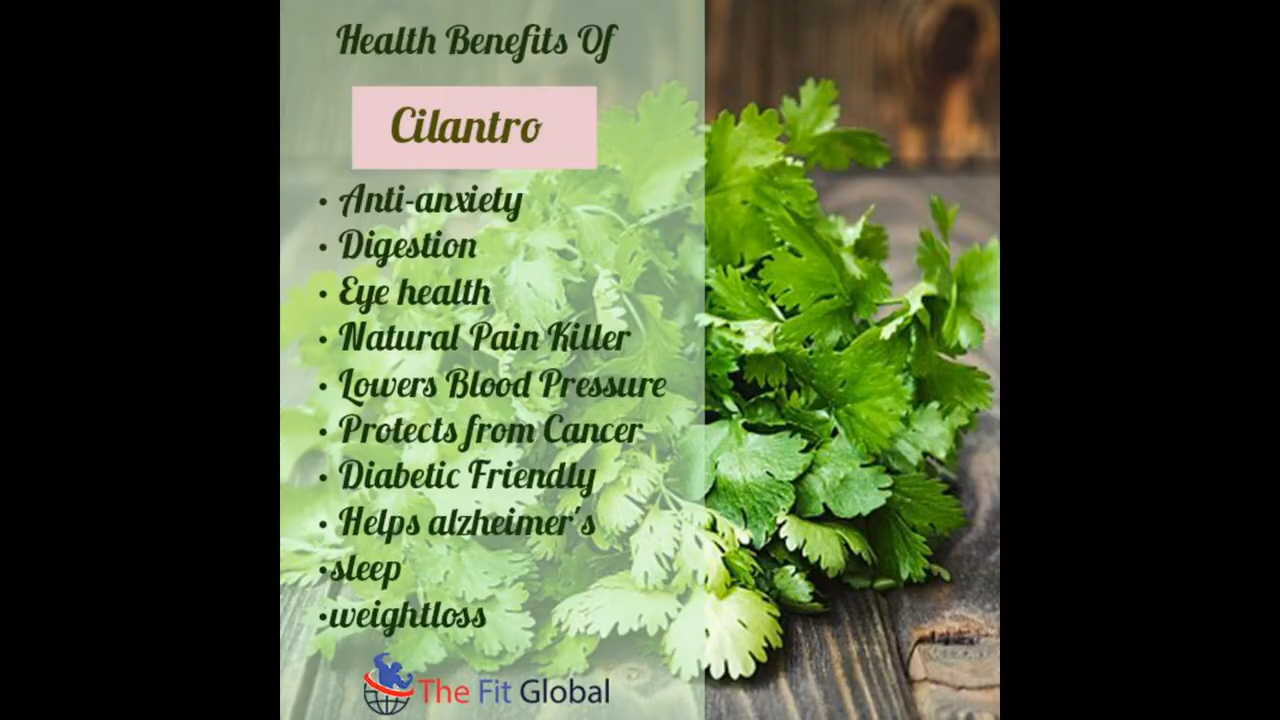 Health Benefits Of
Cilantro
• Anti-anxiety
• Digestion
• Eye health
• Natural Pain Killer
• Lowers Blood Pressure
• Protects from Cancer
• Diabetic Friendly
• Helps alzheimer's
•sleep
•weightloss
The Fit Global